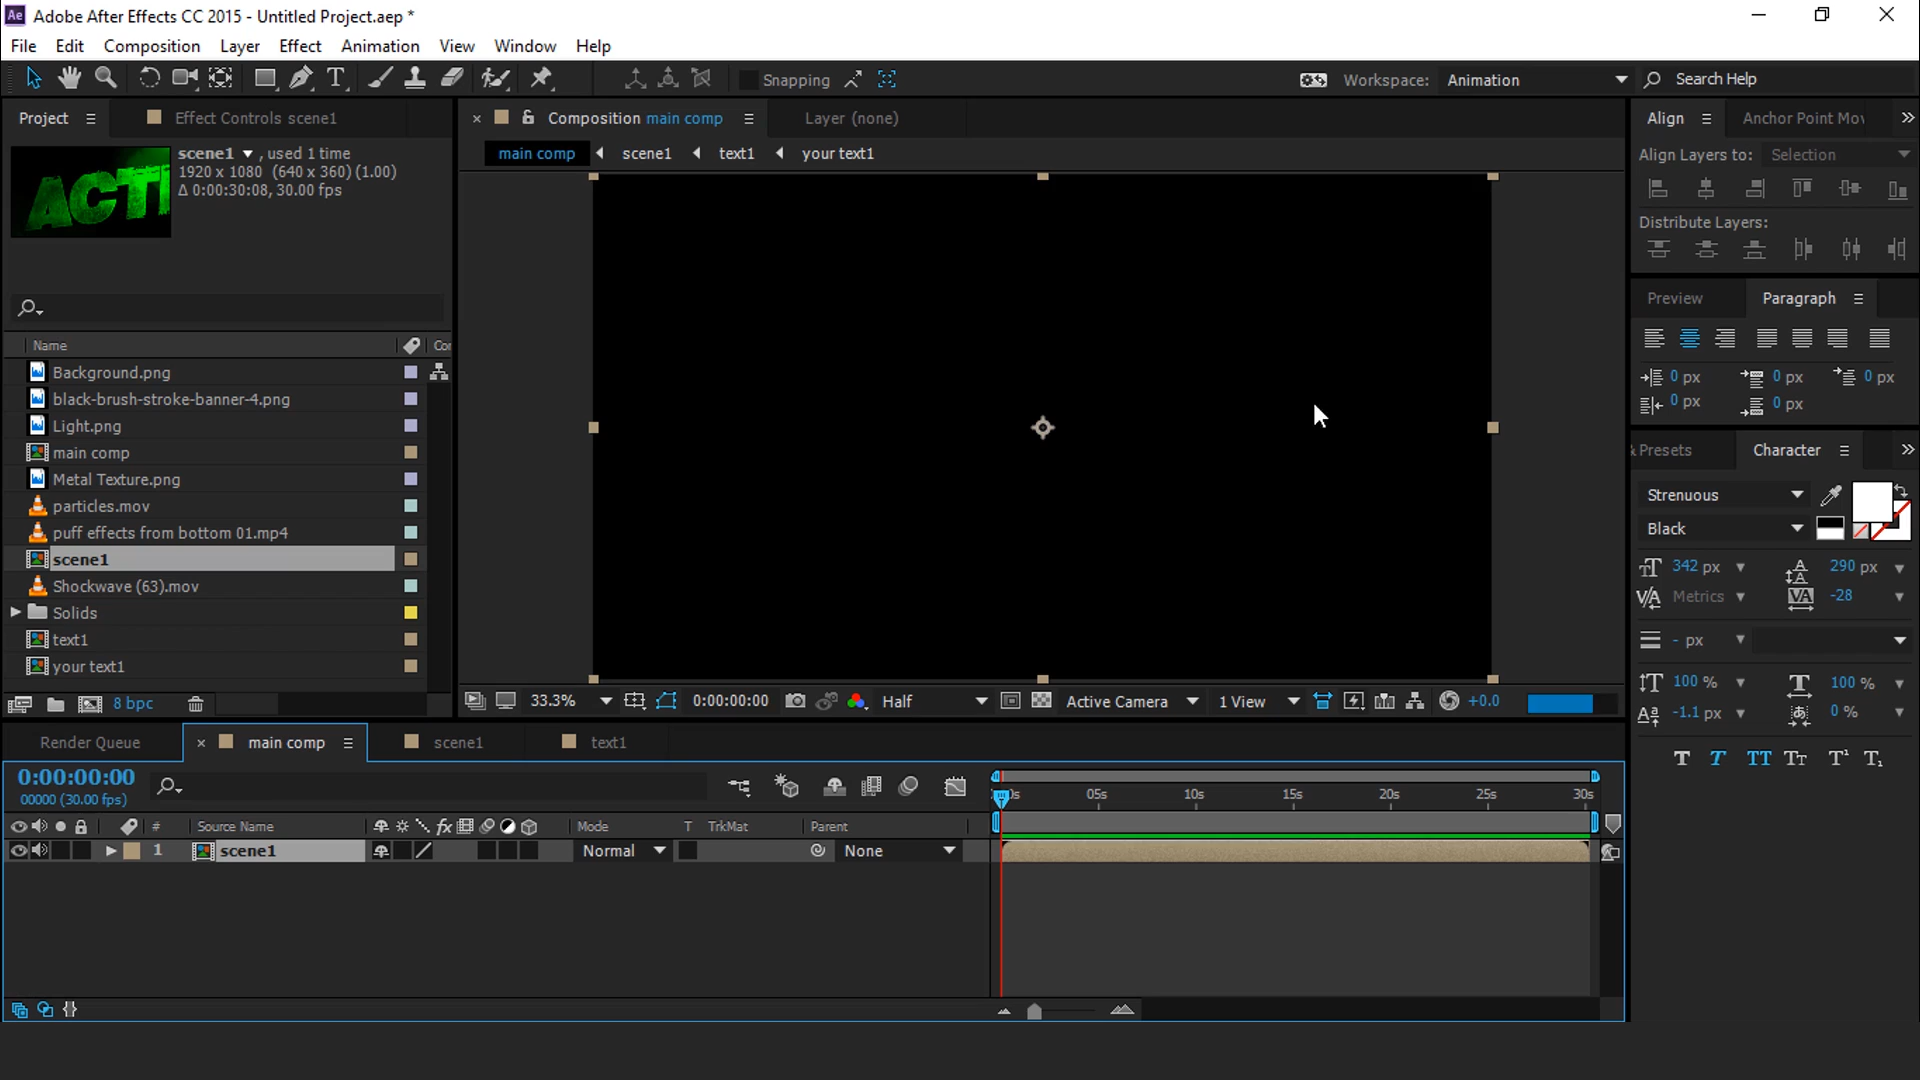 Ae Adobe After Effects CC 2015 - Untitled Project.aep *
File Edit Composition Layer Effect Animation View Window Help
T Snapping Workspace: Animation Search Help
Project Effect Controls scene1
scene1 , used 1 time
1920 x 1080 (640 x 360) (1.00)
Δ 0:00:30:08, 30.00 fps
ACTI
Name
Background.png
black-brush-stroke-banner-4.png
Light.png
main comp
Metal Texture.png
particles.mov
puff effects from bottom 01.mp4
scene1
Shockwave (63).mov
Solids
text1
your text1
8 bpc
Composition main comp Layer (none)
main comp scene1 text1 your text1
33.3% 0:00:00:00 Half Active Camera 1 View +0.0
Align Anchor Point Mov
Align Layers to: Selection
Distribute Layers:
Preview Paragraph
0 px 0 px 0 px
0 px 0 px
& Presets Character
Strenuous
Black
342 px 290 px
Metrics -28
- px
100 % 100 %
-1.1 px 0 %
T T TT Tт T¹ T₁
Render Queue main comp scene1 text1
0:00:00:00
00000 (30.00 fps)
05s 10s 15s 20s 25s 30s
# Source Name fx Mode T TrkMat Parent
1 scene1 Normal None